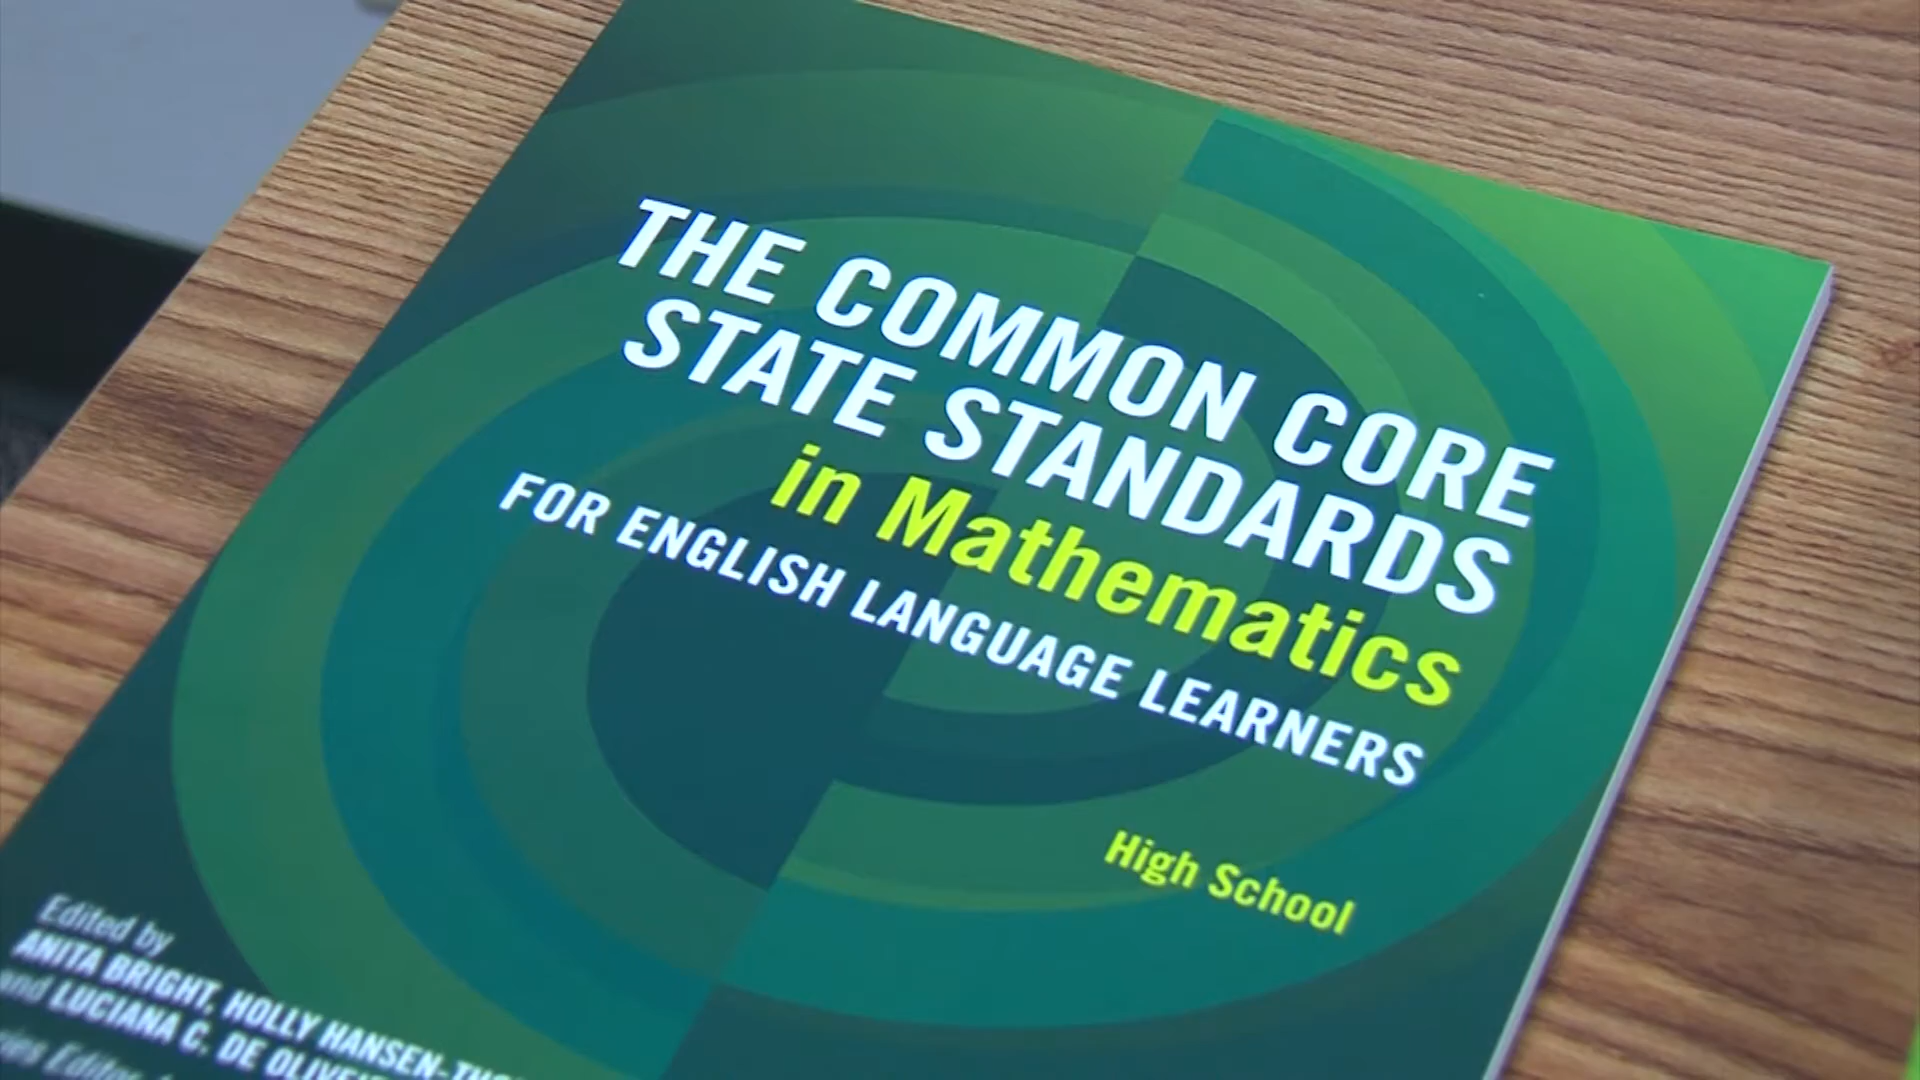 THE COMMON CORE
STATE STANDARDS
in Mathematics
FOR ENGLISH LANGUAGE LEARNERS
High School
Edited by
ANITA BRIGHT, HOLLY
and LUCIANA C. DE
Editor